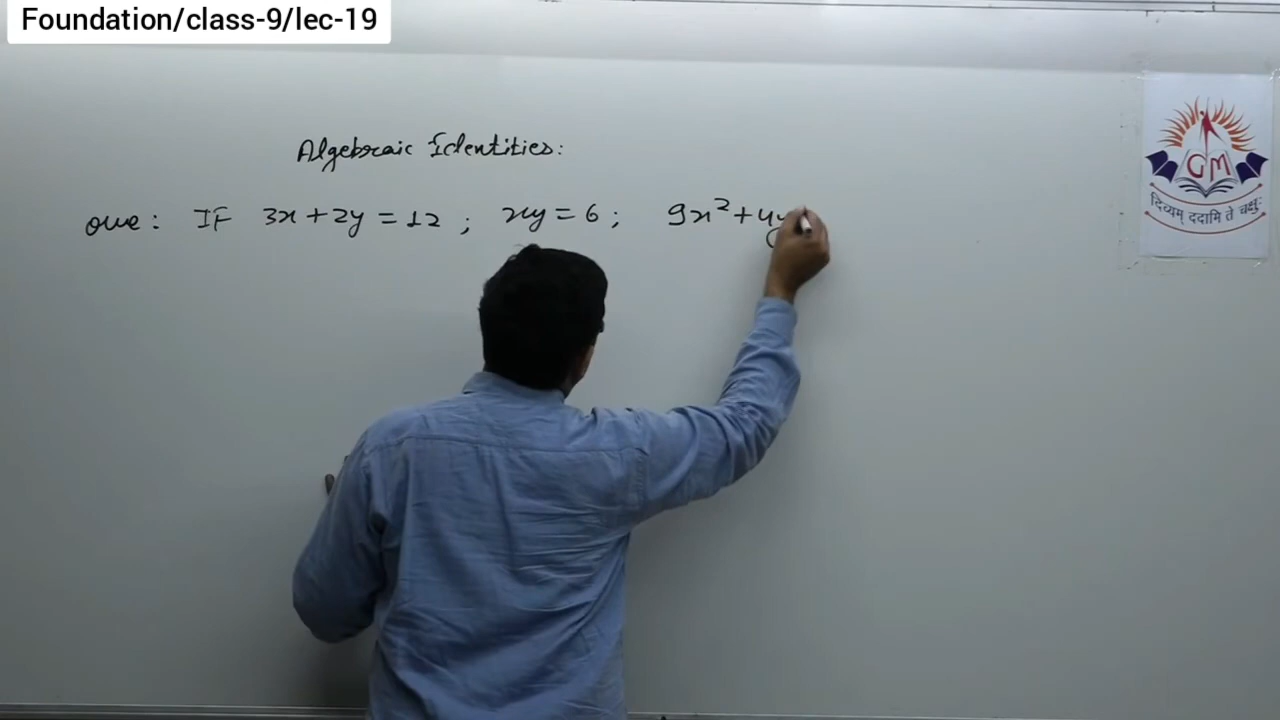 Foundation/class-9/lec-19
Algebraic Identities:
que: IF 3x+2y=12; xy=6; 9x²+4y
GM
दिव्यम् ददामि ते चक्षुः